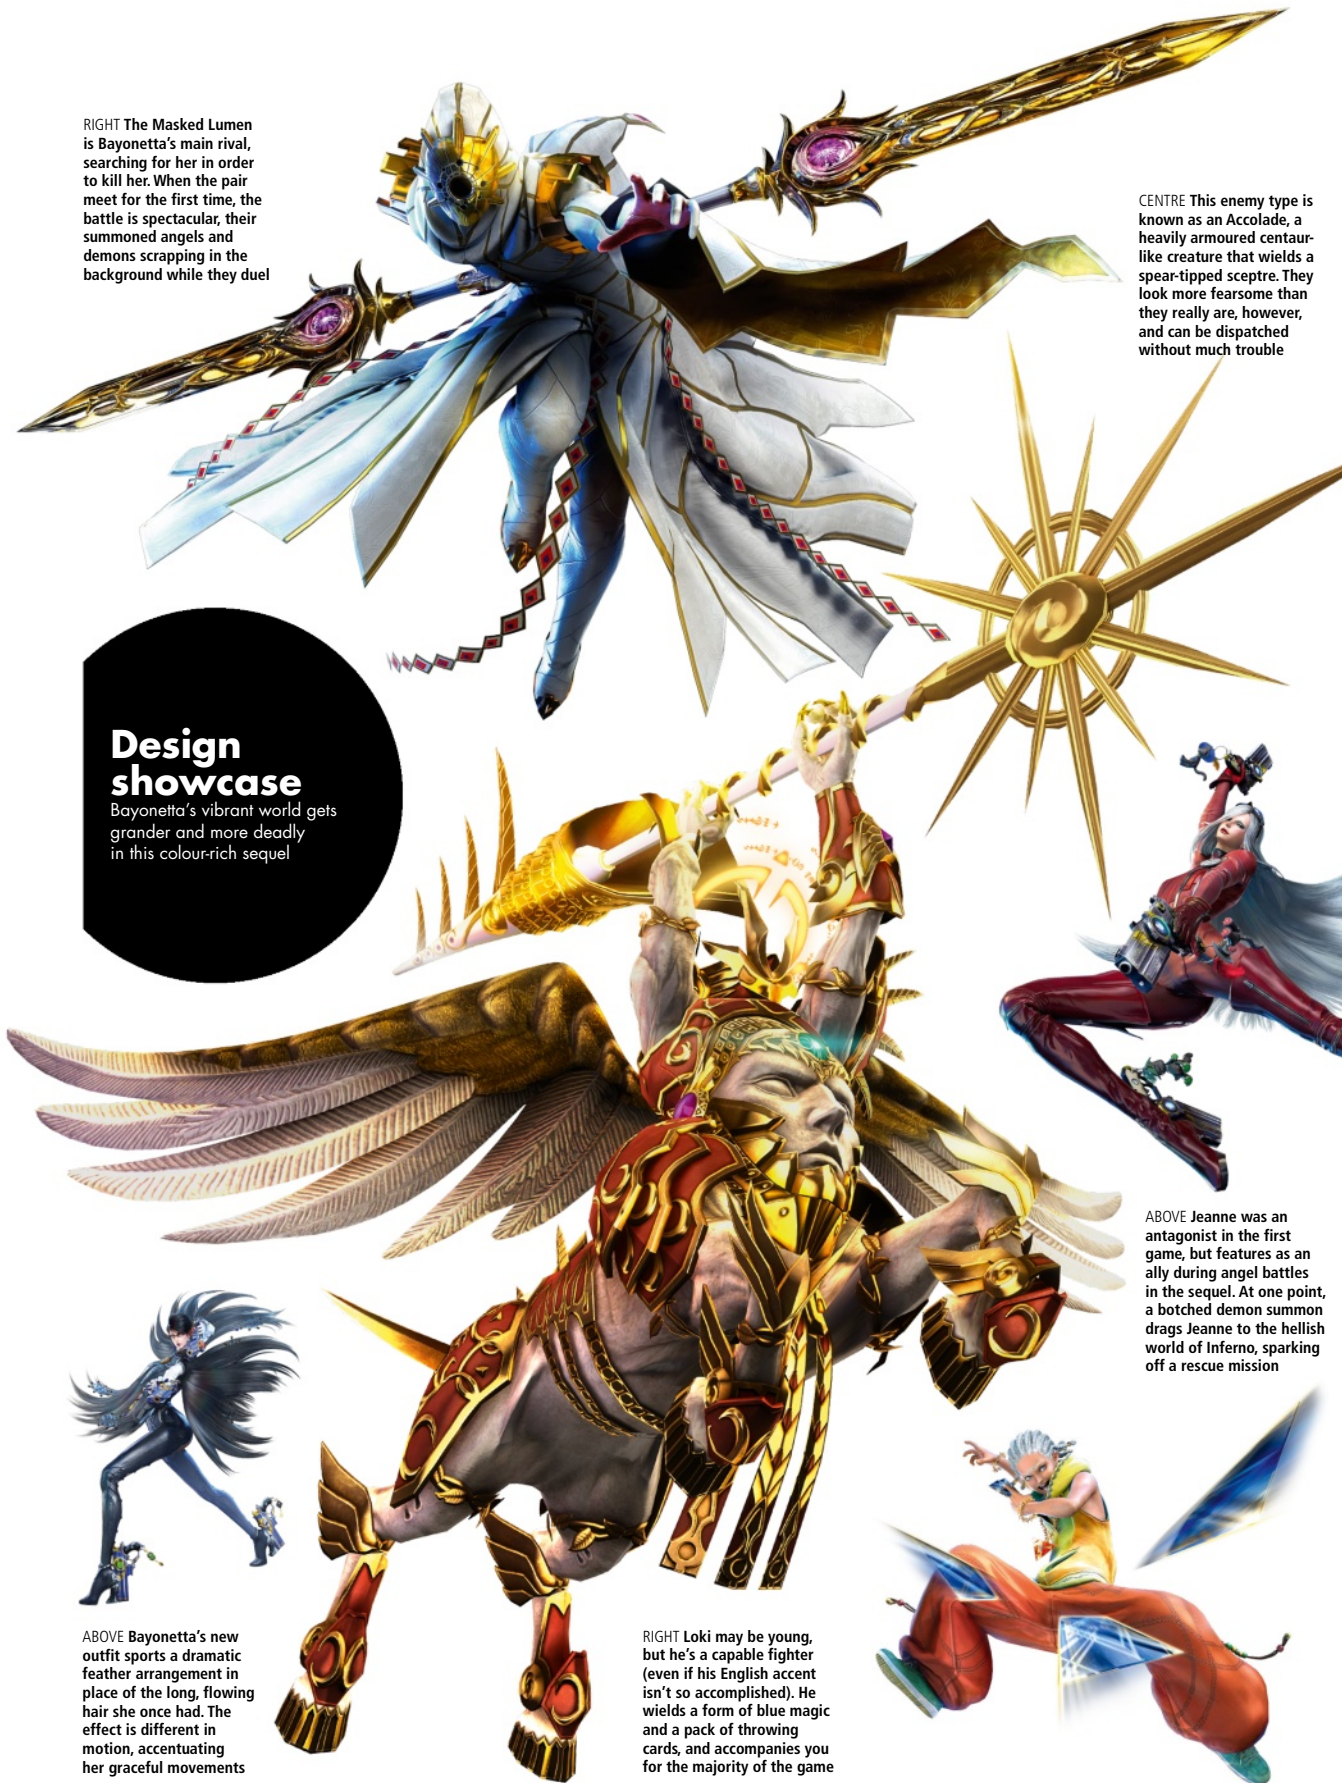 RIGHT The Masked Lumen
is Bayonetta's main rival,
searching for her in order
to kill her. When the pair
meet for the first time, the
battle is spectacular, their
summoned angels and
demons scrapping in the
background while they duel
CENTRE This enemy type is
known as an Accolade, a
heavily armoured centaur-
like creature that wields a
spear-tipped sceptre. They
look more fearsome than
they really are, however,
and can be dispatched
without much trouble
Design
showcase
Bayonetta's vibrant world gets
grander and more deadly
in this colour-rich sequel
ABOVE Jeanne was an
antagonist in the first
game, but features as an
ally during angel battles
in the sequel. At one point,
a botched demon summon
drags Jeanne to the hellish
world of Inferno, sparking
off a rescue mission
ABOVE Bayonetta's new
outfit sports a dramatic
feather arrangement in
place of the long, flowing
hair she once had. The
effect is different in
motion, accentuating
her graceful movements
RIGHT Loki may be young,
but he's a capable fighter
(even if his English accent
isn't so accomplished). He
wields a form of blue magic
and a pack of throwing
cards, and accompanies you
for the majority of the game